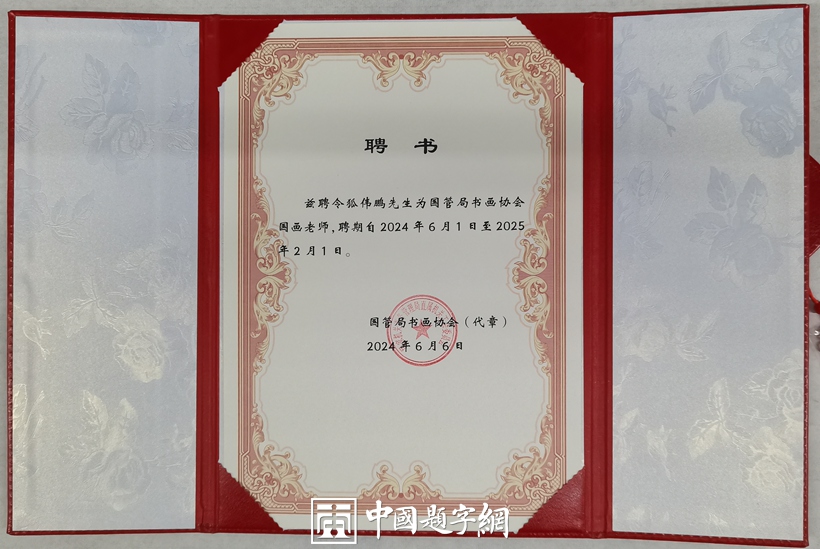 聘 书
兹聘令狐伟鹏先生为国管局书画协会
国画老师,聘期自2024年6月1日至2025
年2月1日。
国管局书画协会(代章)
2024年6月6日
中國題字網